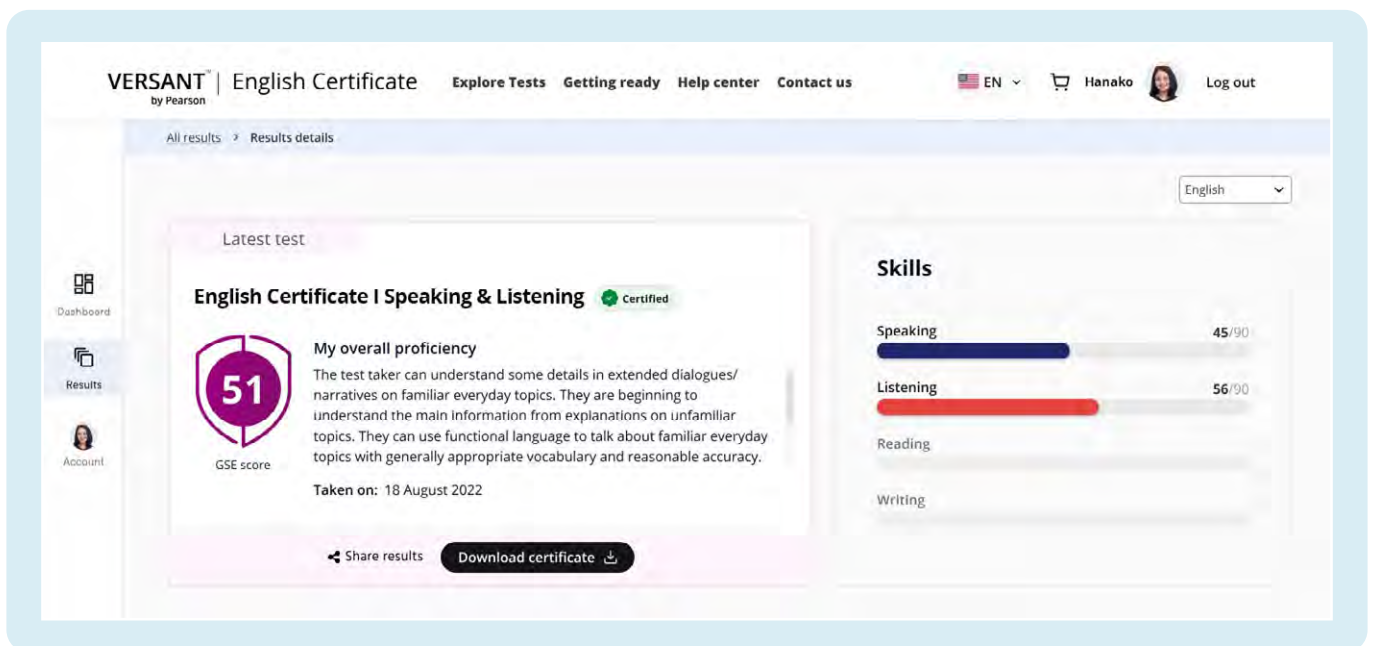 VERSANT™ | English Certificate
by Pearson
Explore Tests Getting ready Help center Contact us
EN
Hanako
Log out
All results > Results details
English
Dashboard
Results
Account
Latest test
English Certificate I Speaking & Listening
Certified
51
GSE score
My overall proficiency
The test taker can understand some details in extended dialogues/
narratives on familiar everyday topics. They are beginning to
understand the main information from explanations on unfamiliar
topics. They can use functional language to talk about familiar everyday
topics with generally appropriate vocabulary and reasonable accuracy.
Taken on: 18 August 2022
Share results
Download certificate
Skills
Speaking 45/90
Listening 56/90
Reading
Writing